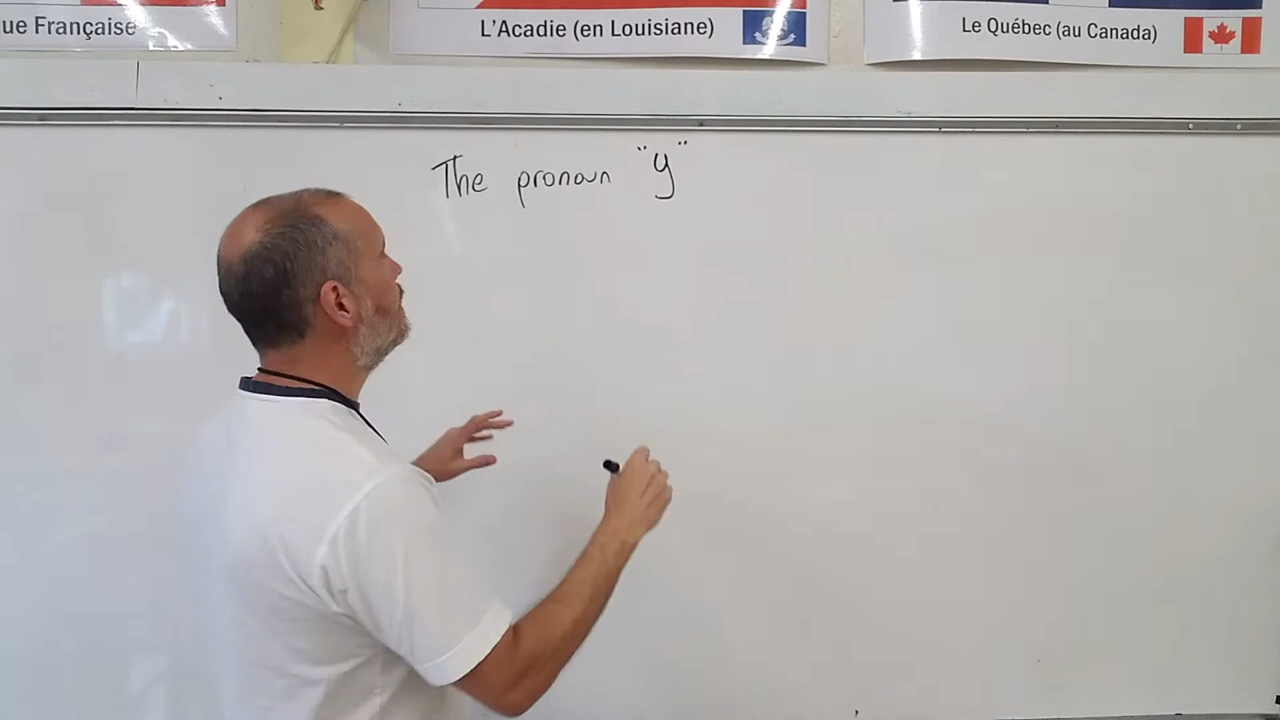 ue Française
L'Acadie (en Louisiane)
Le Québec (au Canada)
The pronoun "y"